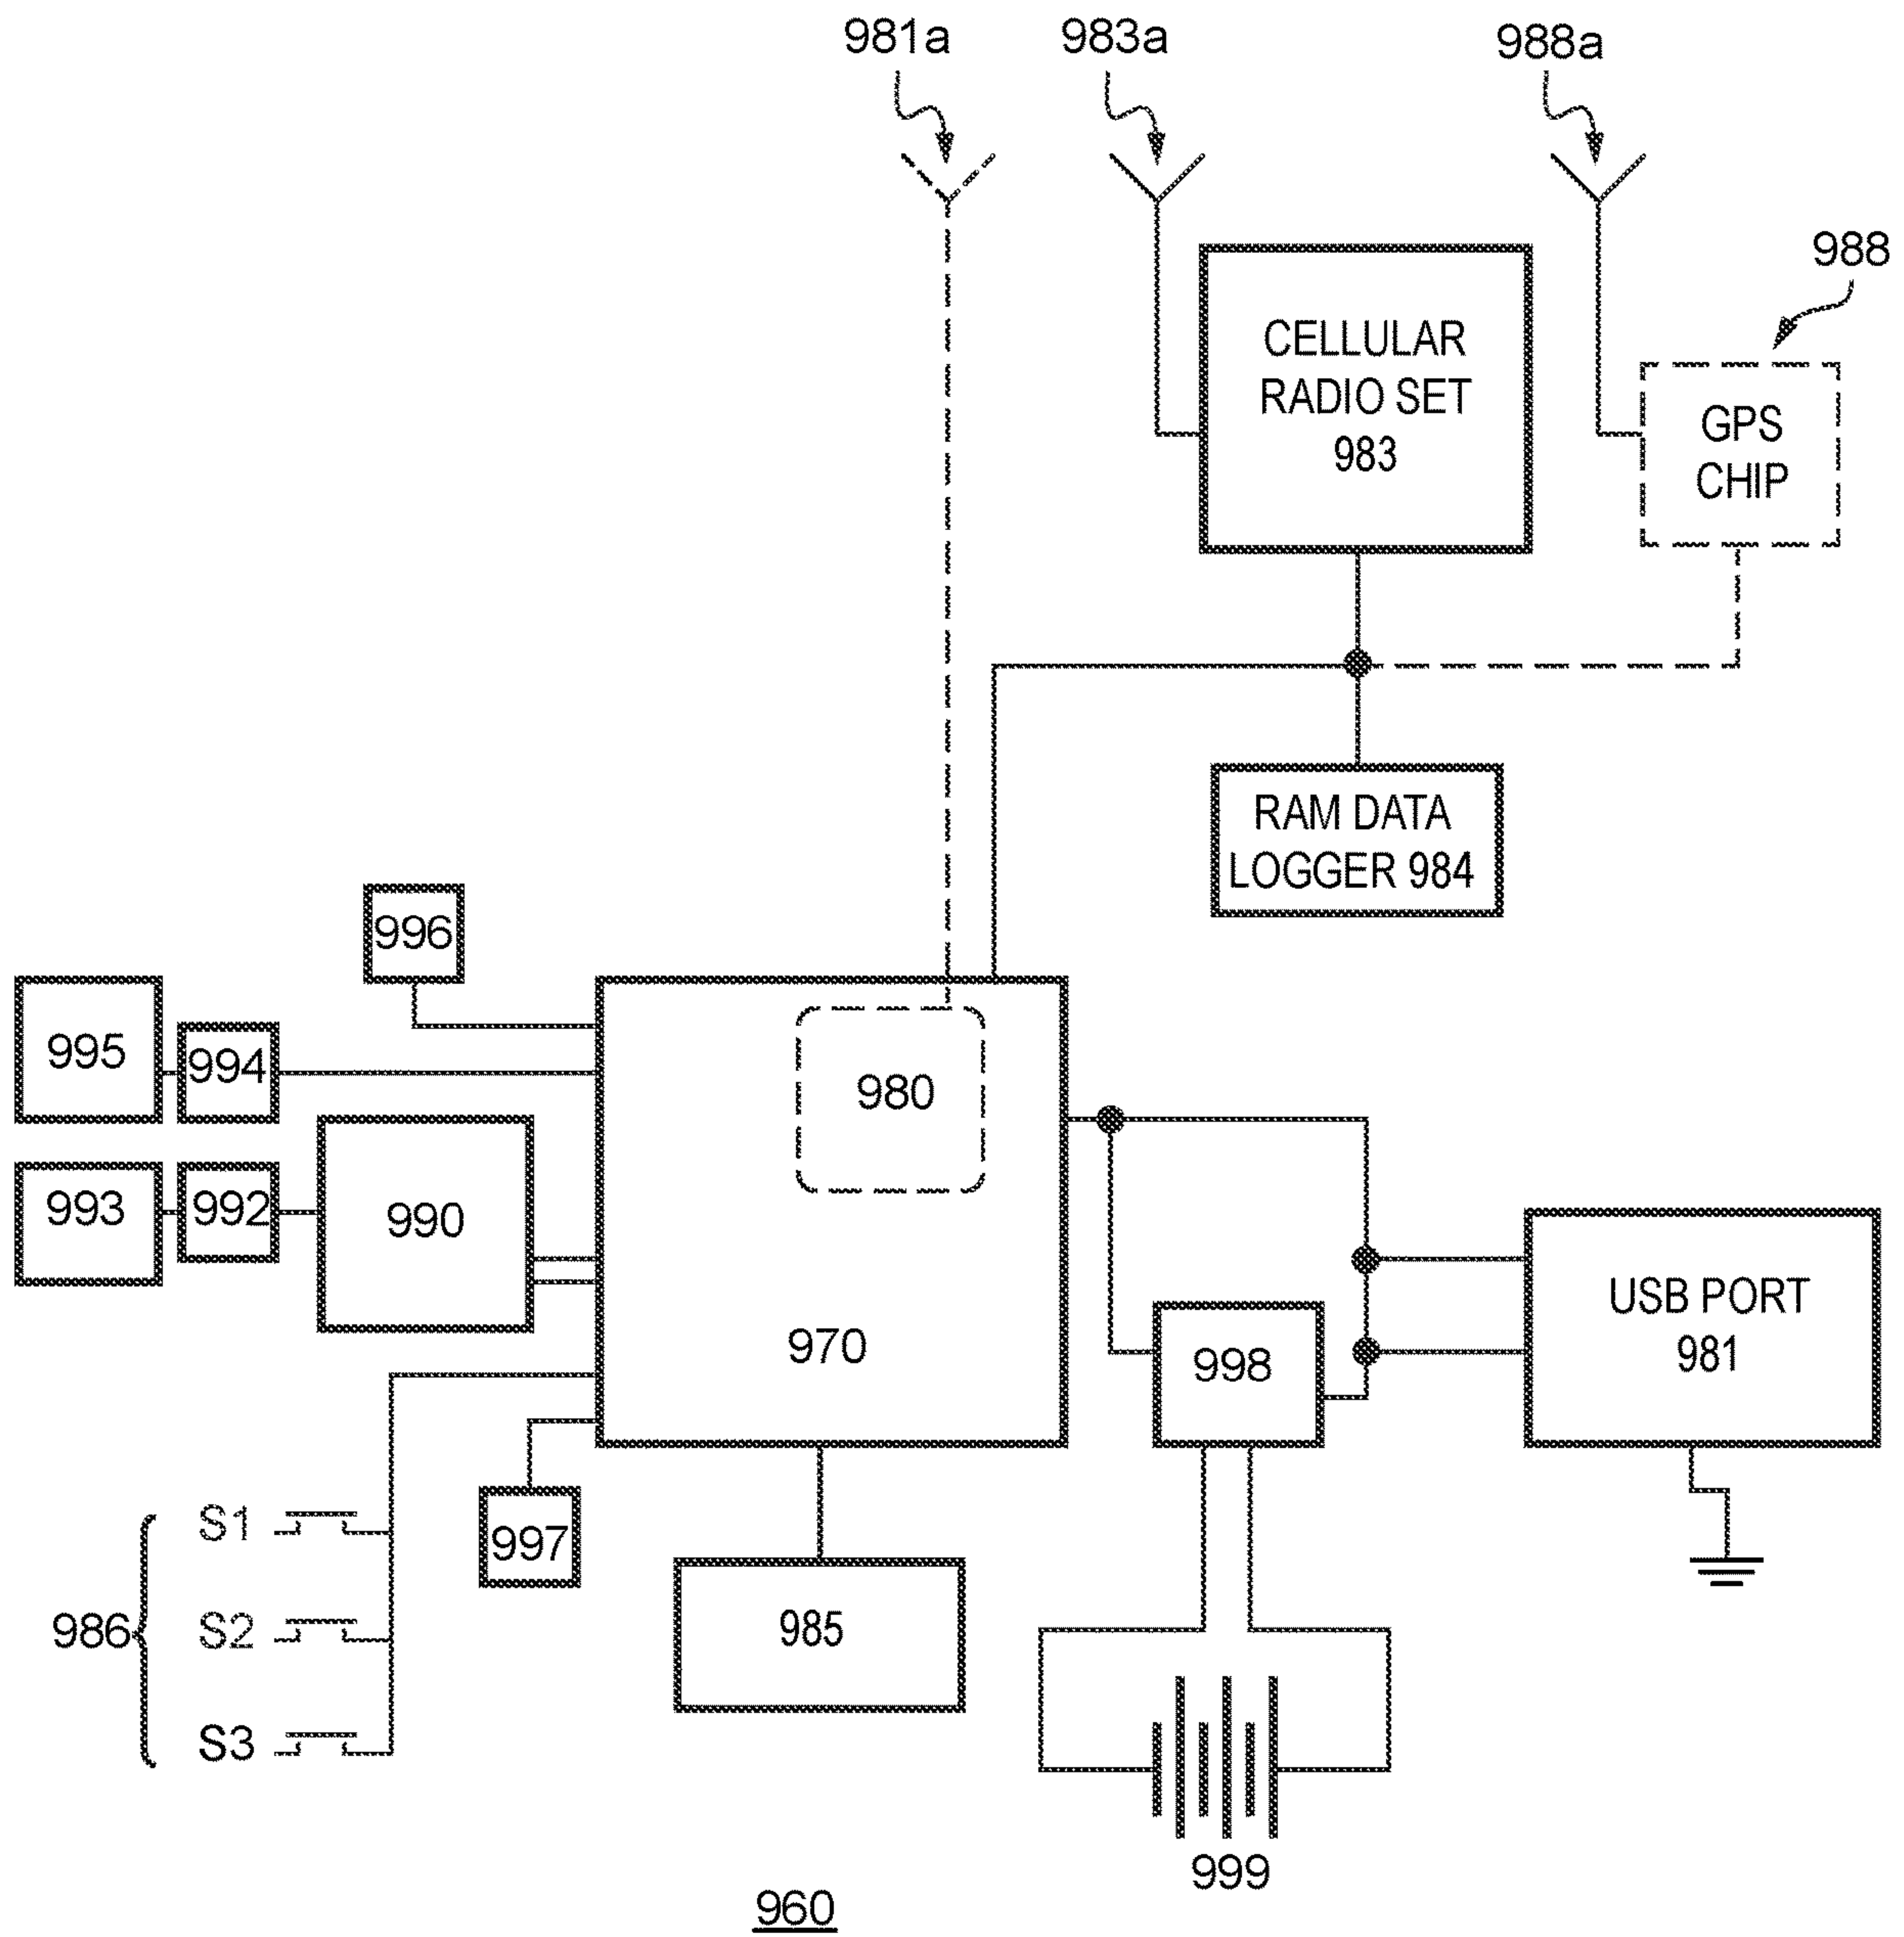 981a
983a
988a
988
CELLULAR
RADIO SET
983
GPS
CHIP
RAM DATA
LOGGER 984
996
995
994
980
993
992
990
970
998
USB PORT
981
S1
997
986
S2
985
S3
999
960